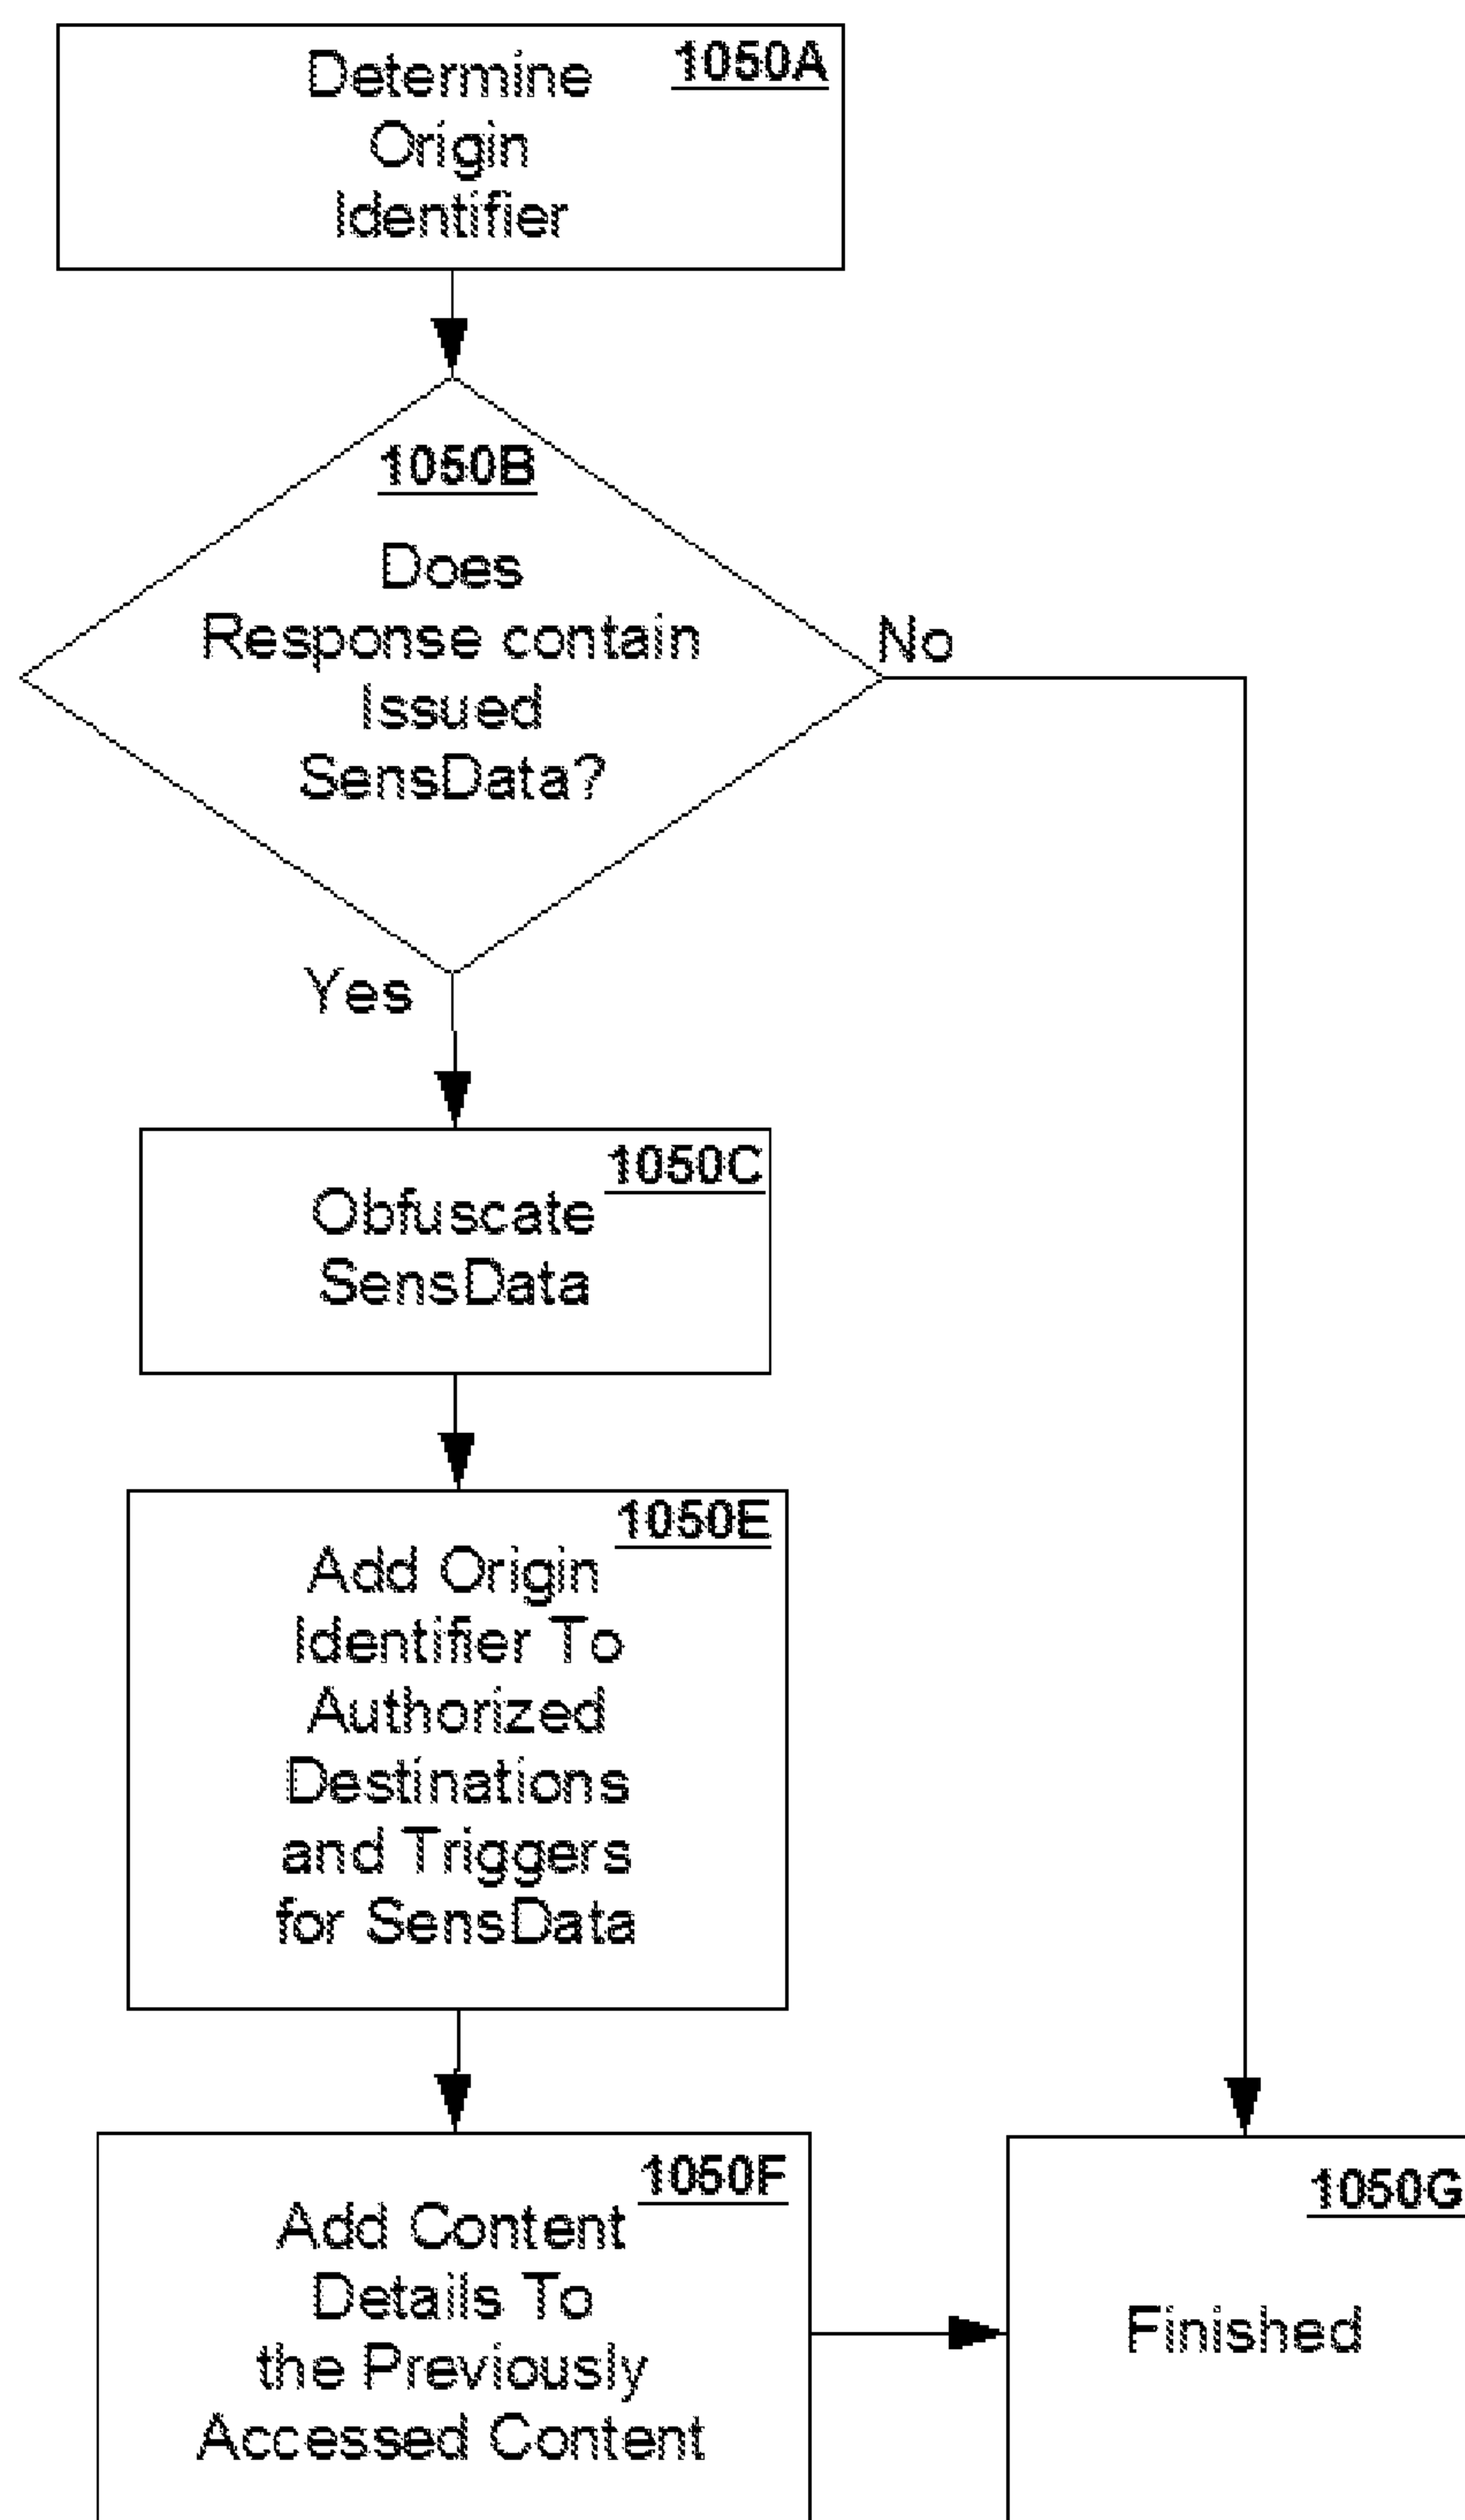 1050A
Determine
Origin
Identifier
1050B
Does
Response contain
Issued
SensData?
No
Yes
1050C
Obfuscate
SensData
1050E
Add Origin
Identifier To
Authorized
Destinations
and Triggers
for SensData
1050F
Add Content
Details To
the Previously
Accessed Content
1050G
Finished